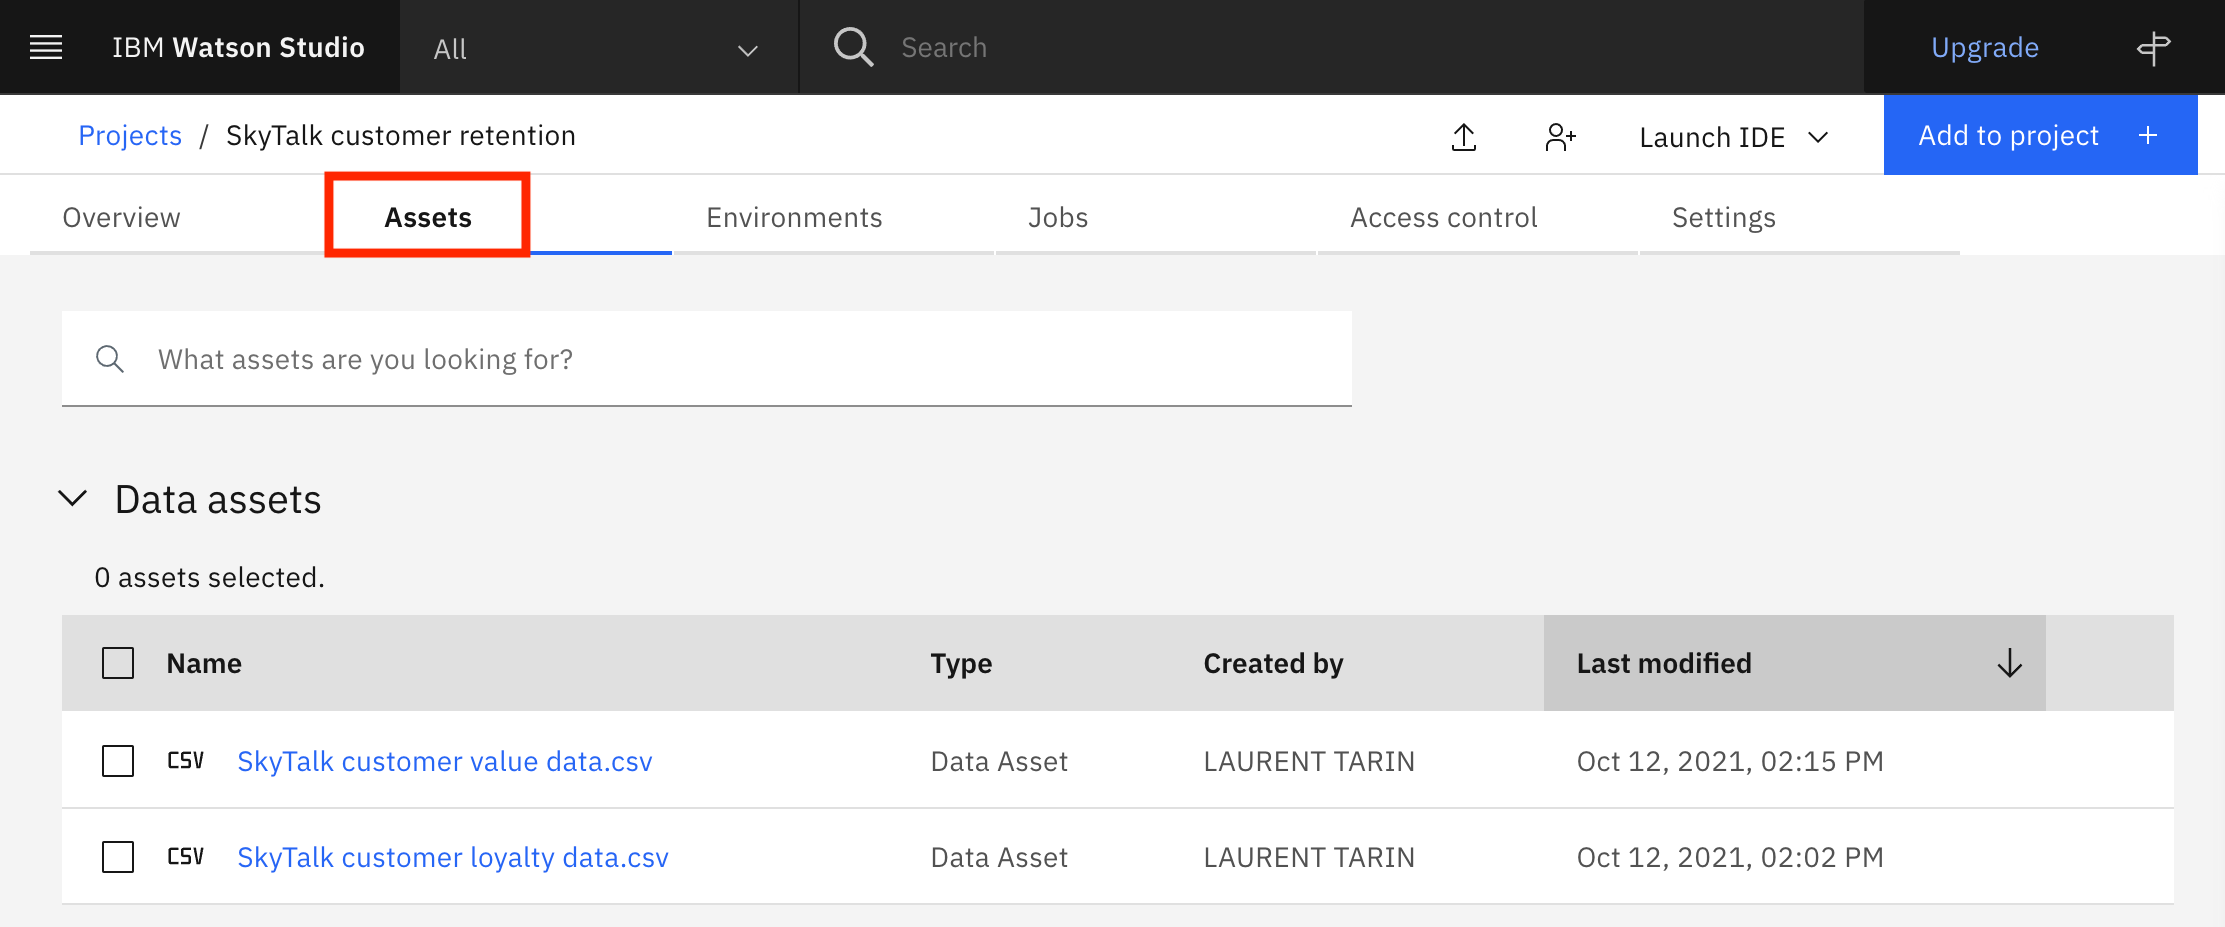 IBM Watson Studio All Search Upgrade
Projects / SkyTalk customer retention Launch IDE Add to project +
Overview Assets Environments Jobs Access control Settings
What assets are you looking for?
Data assets
0 assets selected.
Name Type Created by Last modified
CSV SkyTalk customer value data.csv Data Asset LAURENT TARIN Oct 12, 2021, 02:15 PM
CSV SkyTalk customer loyalty data.csv Data Asset LAURENT TARIN Oct 12, 2021, 02:02 PM